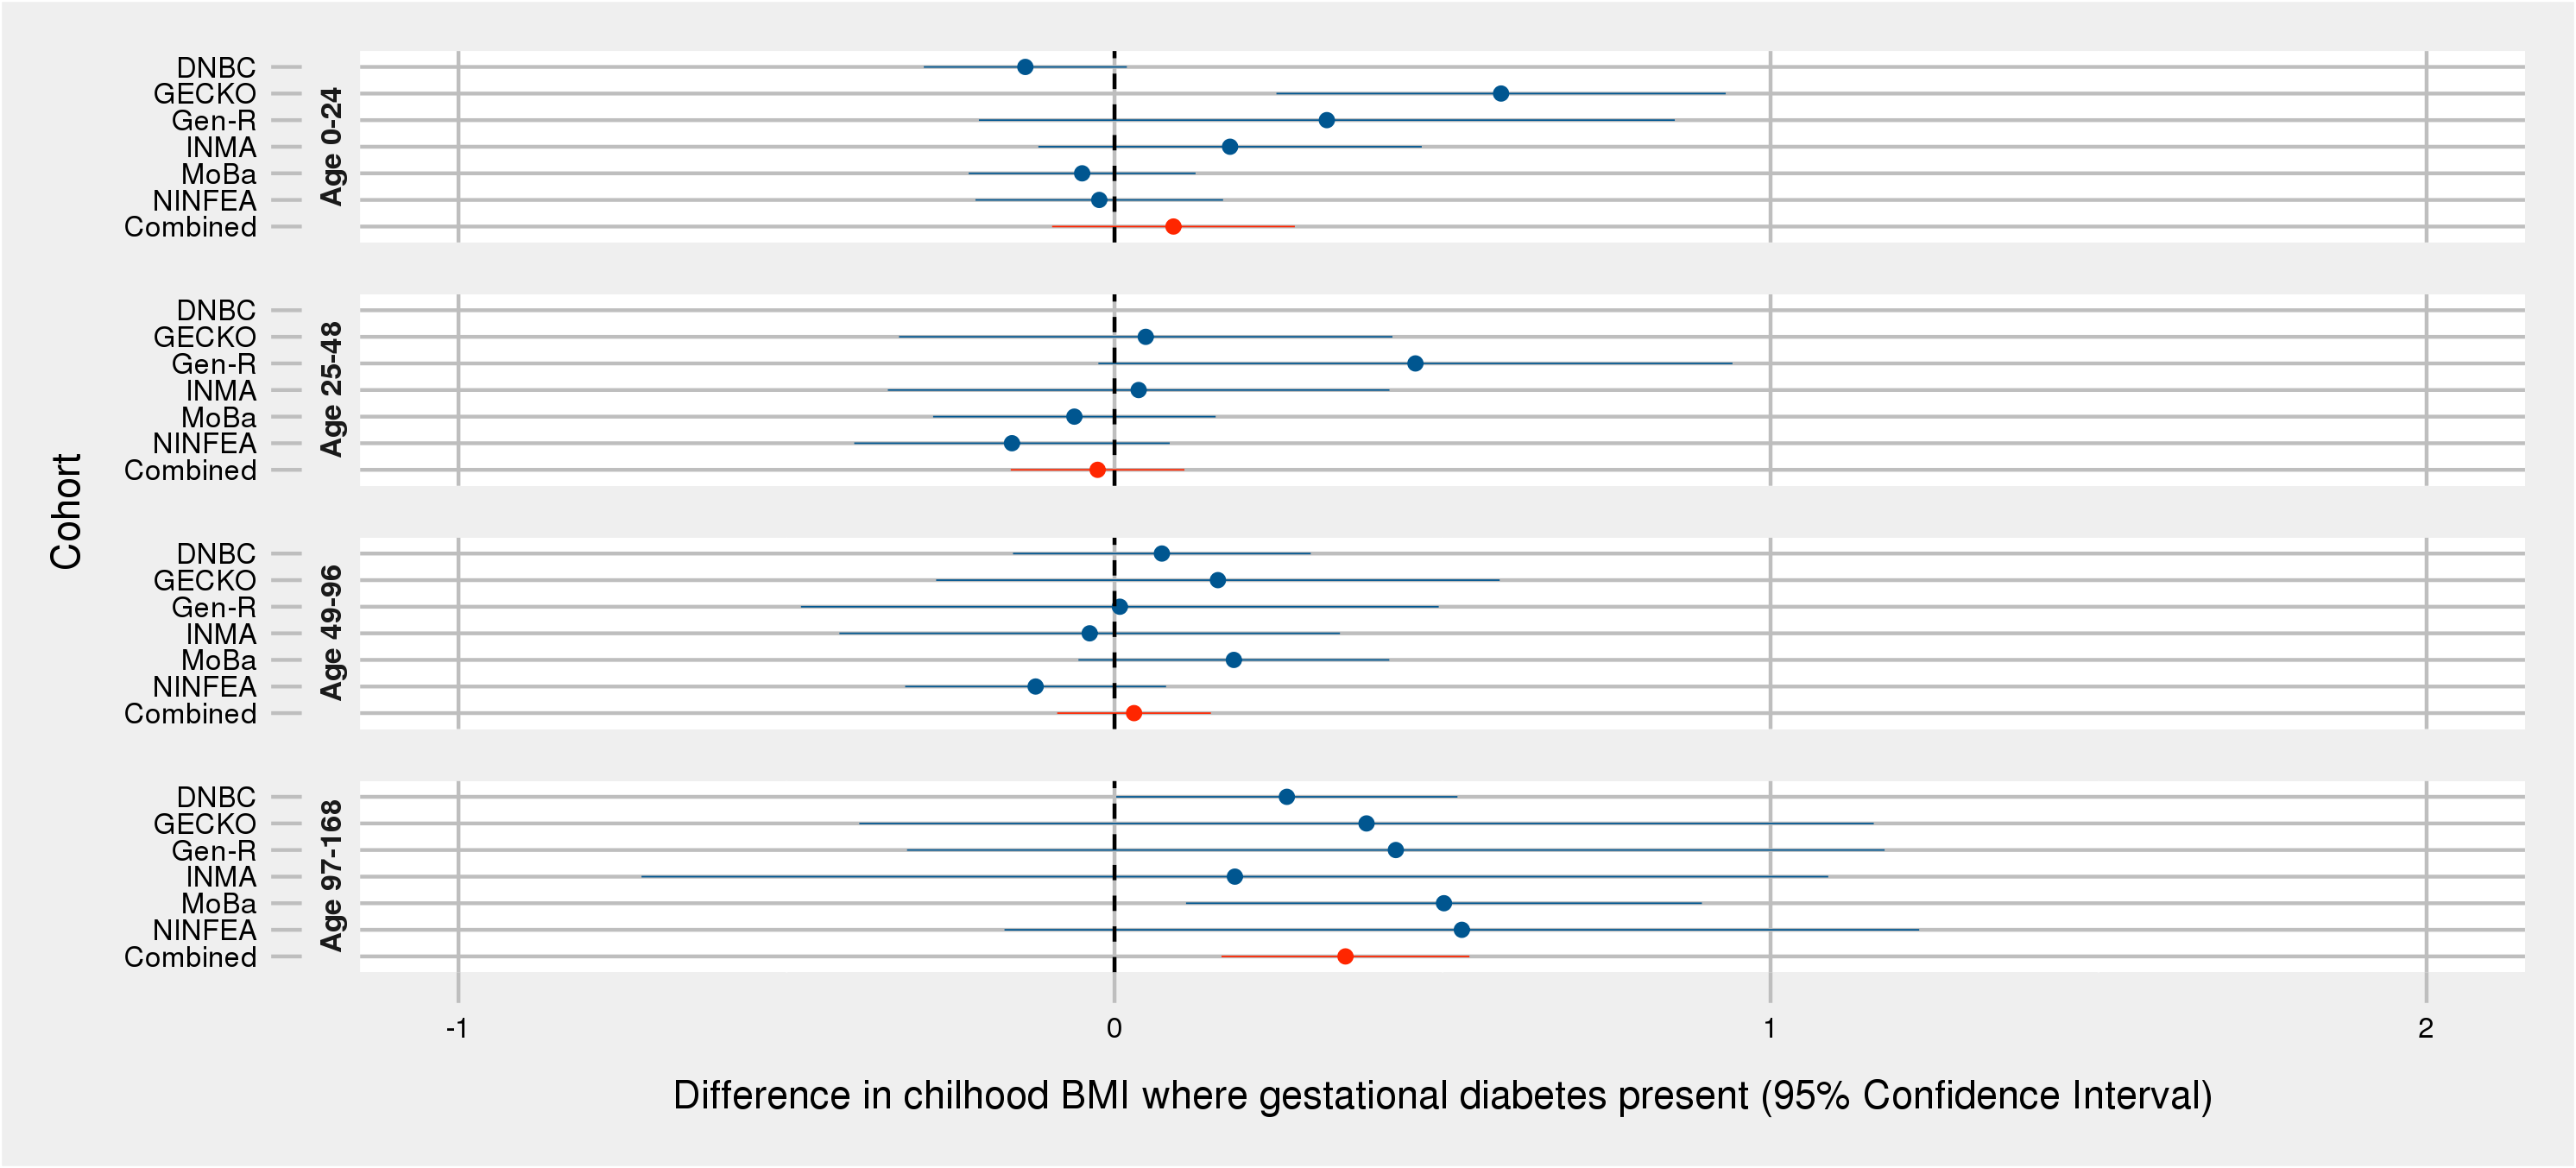 Cohort
Age 0-24
DNBC
GECKO
Gen-R
INMA
MoBa
NINFEA
Combined
Age 25-48
DNBC
GECKO
Gen-R
INMA
MoBa
NINFEA
Combined
Age 49-96
DNBC
GECKO
Gen-R
INMA
MoBa
NINFEA
Combined
Age 97-168
DNBC
GECKO
Gen-R
INMA
MoBa
NINFEA
Combined
-1 0 1 2
Difference in chilhood BMI where gestational diabetes present (95% Confidence Interval)